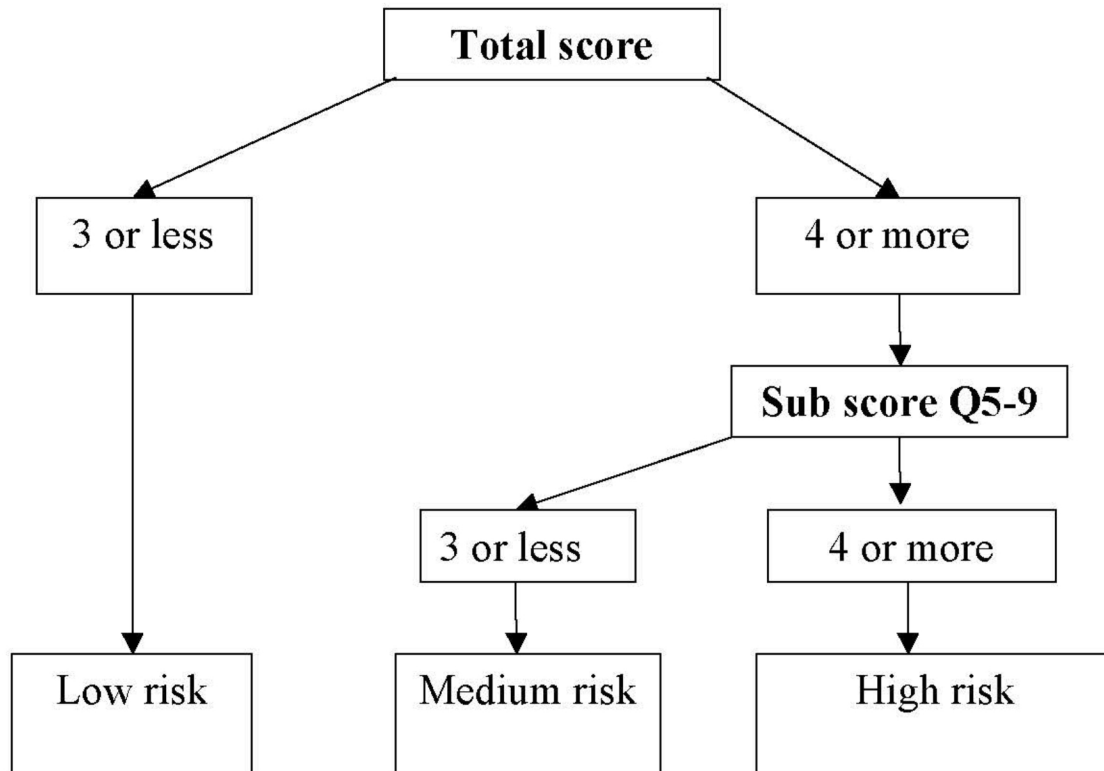 Total score
3 or less
4 or more
Sub score Q5-9
3 or less
4 or more
Low risk
Medium risk
High risk